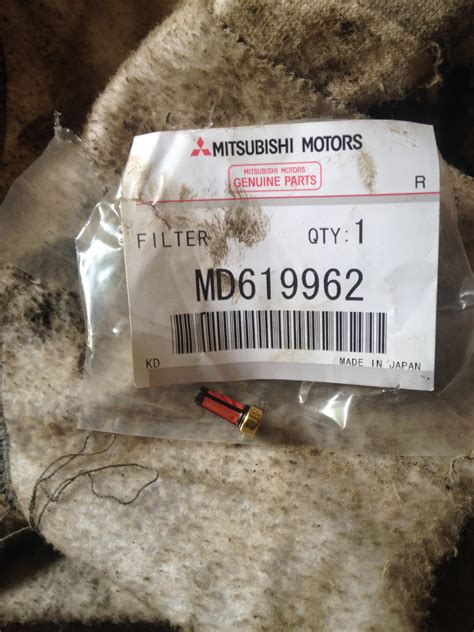 MITSUBISHI MOTORS
MITSUBISHI MOTORS
GENUINE PARTS
R
FILTER QTY: 1
MD619962
KD MADE IN JAPAN